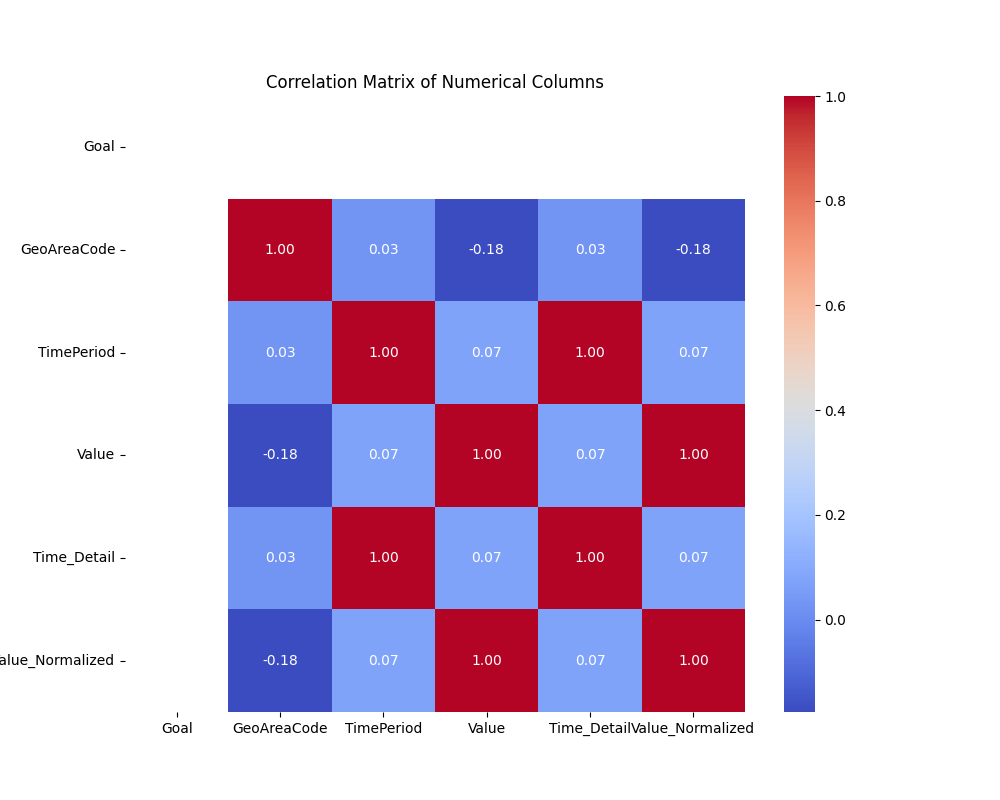 Correlation Matrix of Numerical Columns
Goal
GeoAreaCode 1.00 0.03 -0.18 0.03 -0.18
TimePeriod 0.03 1.00 0.07 1.00 0.07
Value -0.18 0.07 1.00 0.07 1.00
Time_Detail 0.03 1.00 0.07 1.00 0.07
alue_Normalized -0.18 0.07 1.00 0.07 1.00
Goal GeoAreaCode TimePeriod Value Time_Detail Value_Normalized
1.0
0.8
0.6
0.4
0.2
0.0